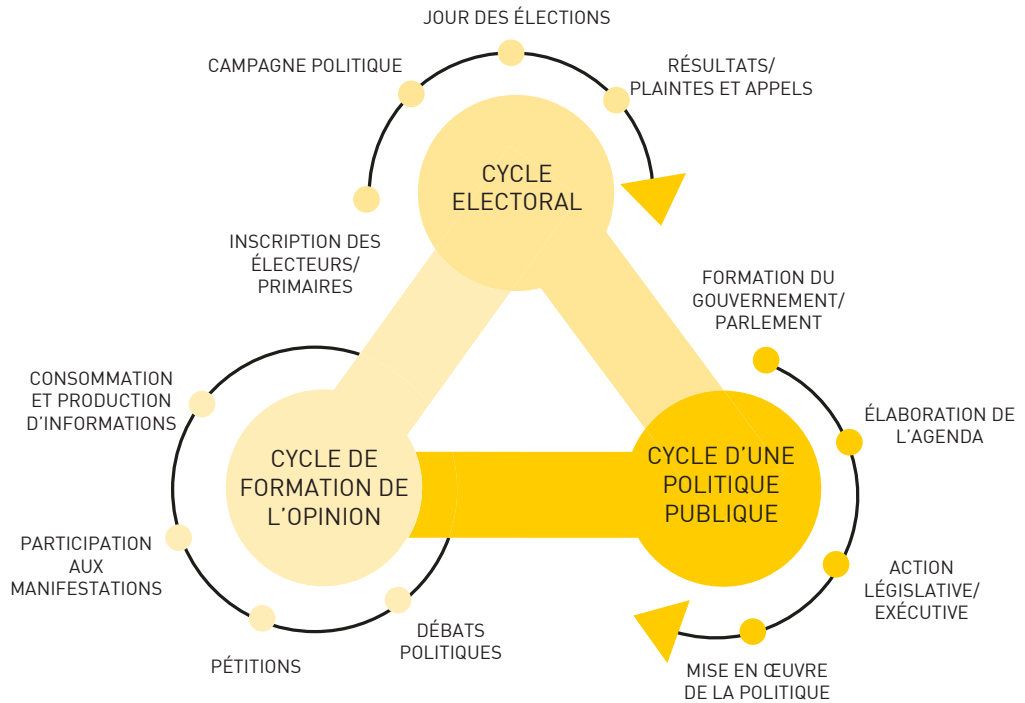 JOUR DES ÉLECTIONS
CAMPAGNE POLITIQUE
RÉSULTATS/
PLAINTES ET APPELS
CYCLE
ELECTORAL
INSCRIPTION DES
ÉLECTEURS/
PRIMAIRES
FORMATION DU
GOUVERNEMENT/
PARLEMENT
CONSOMMATION
ET PRODUCTION
D'INFORMATIONS
ÉLABORATION DE
L'AGENDA
CYCLE DE
FORMATION DE
L'OPINION
CYCLE D'UNE
POLITIQUE
PUBLIQUE
PARTICIPATION
AUX
MANIFESTATIONS
ACTION
LÉGISLATIVE/
EXÉCUTIVE
DÉBATS
POLITIQUES
PÉTITIONS
MISE EN ŒUVRE
DE LA POLITIQUE